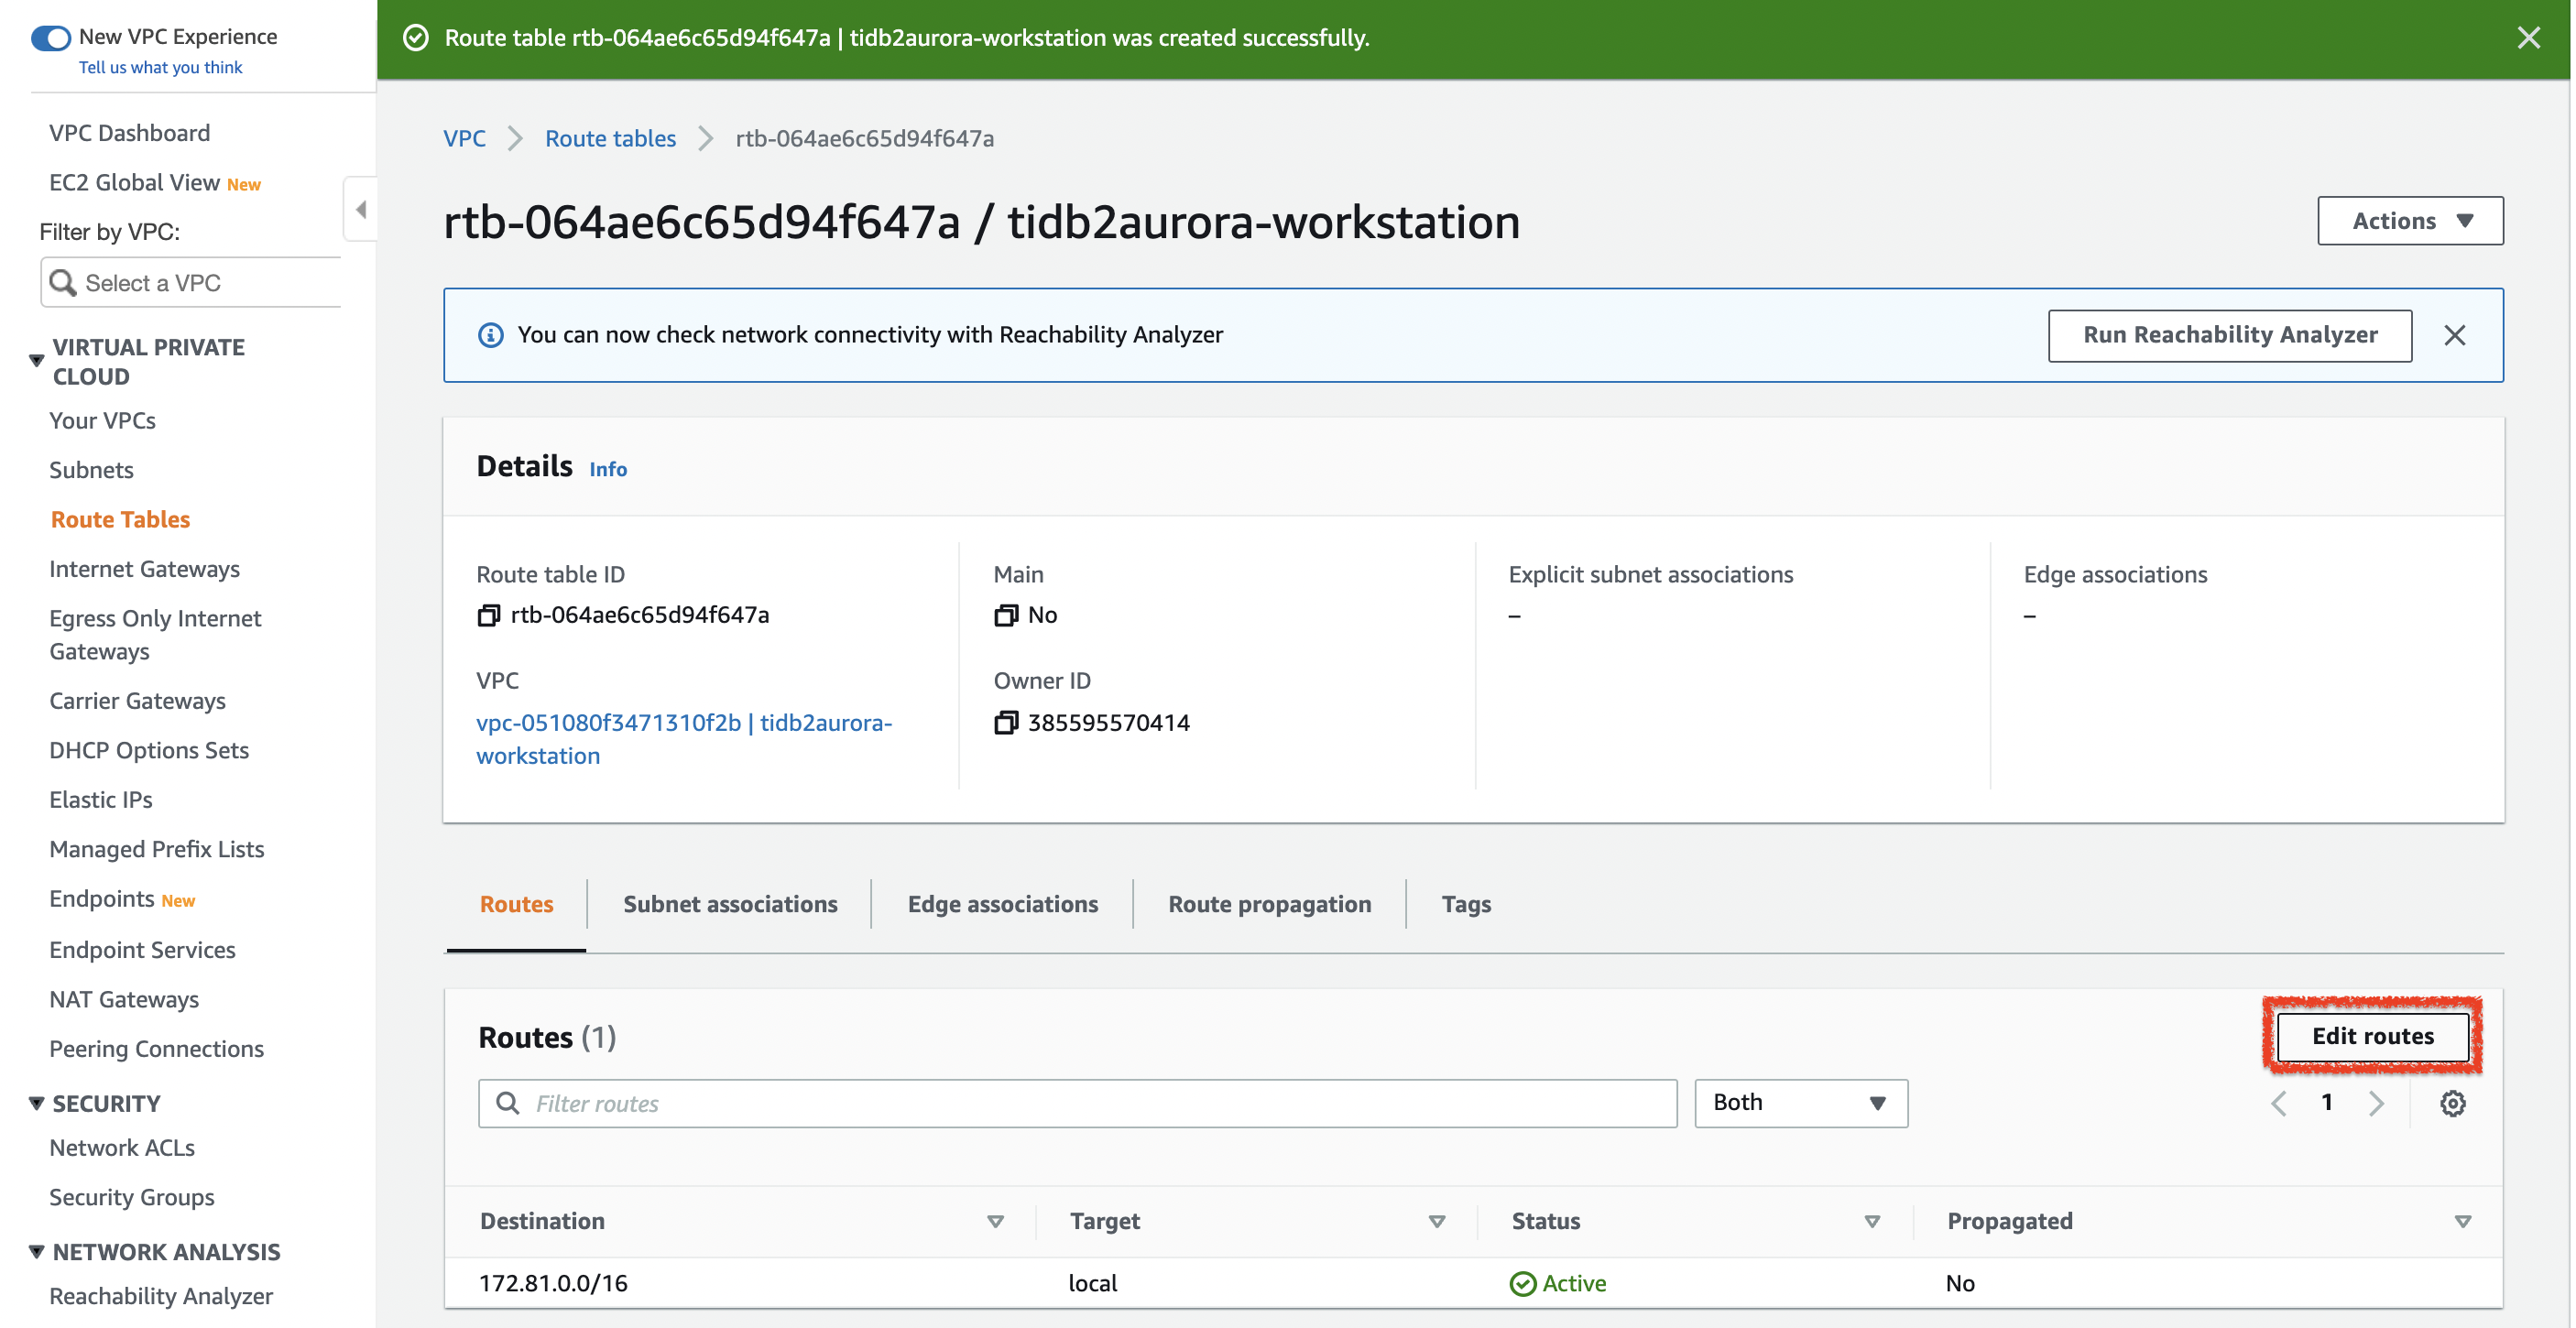 New VPC Experience
Tell us what you think
VPC Dashboard
EC2 Global View New
Filter by VPC:
Select a VPC
VIRTUAL PRIVATE
CLOUD
Your VPCs
Subnets
Route Tables
Internet Gateways
Egress Only Internet
Gateways
Carrier Gateways
DHCP Options Sets
Elastic IPs
Managed Prefix Lists
Endpoints New
Endpoint Services
NAT Gateways
Peering Connections
SECURITY
Network ACLs
Security Groups
NETWORK ANALYSIS
Reachability Analyzer
Route table rtb-064ae6c65d94f647a | tidb2aurora-workstation was created successfully.
VPC Route tables rtb-064ae6c65d94f647a
rtb-064ae6c65d94f647a / tidb2aurora-workstation
Actions
You can now check network connectivity with Reachability Analyzer
Run Reachability Analyzer
Details Info
Route table ID
rtb-064ae6c65d94f647a
Main
No
Explicit subnet associations
–
Edge associations
–
VPC
vpc-051080f3471310f2b | tidb2aurora-
workstation
Owner ID
385595570414
Routes Subnet associations Edge associations Route propagation Tags
Routes (1)
Edit routes
Filter routes
Both
1
Destination Target Status Propagated
172.81.0.0/16 local Active No